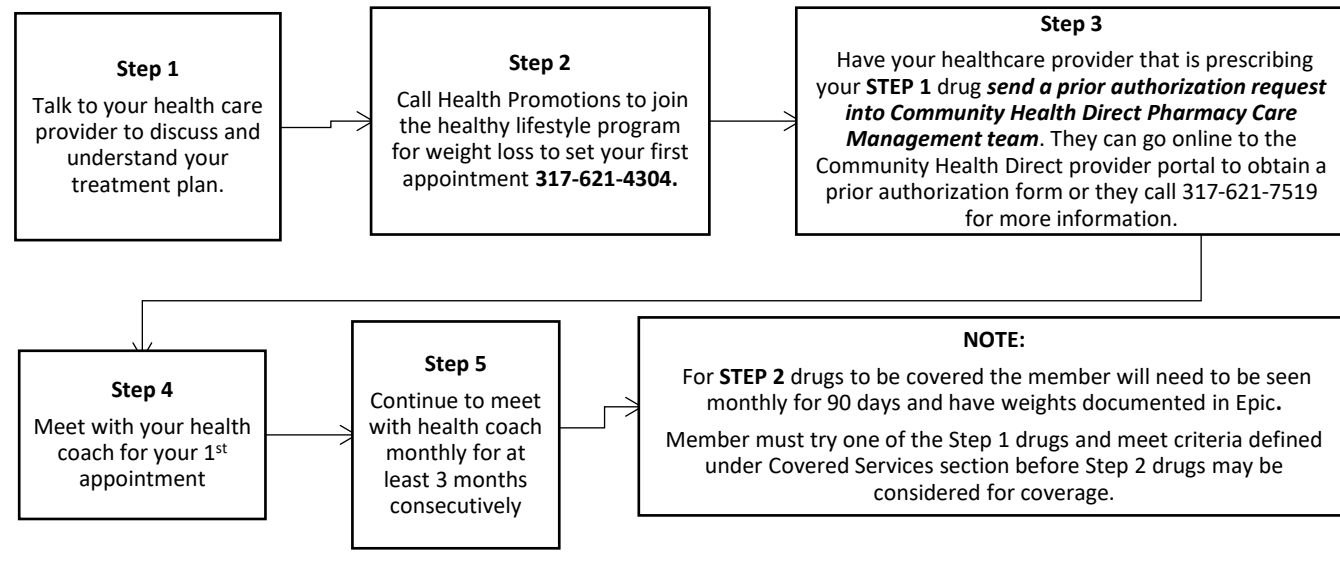 Step 1
Talk to your health care
provider to discuss and
understand your
treatment plan.
Step 2
Call Health Promotions to join
the healthy lifestyle program
for weight loss to set your first
appointment 317-621-4304.
Step 3
Have your healthcare provider that is prescribing
your STEP 1 drug send a prior authorization request
into Community Health Direct Pharmacy Care
Management team. They can go online to the
Community Health Direct provider portal to obtain a
prior authorization form or they call 317-621-7519
for more information.
Step 4
Meet with your health
coach for your 1st
appointment
Step 5
Continue to meet
with health coach
monthly for at
least 3 months
consecutively
NOTE:
For STEP 2 drugs to be covered the member will need to be seen
monthly for 90 days and have weights documented in Epic.
Member must try one of the Step 1 drugs and meet criteria defined
under Covered Services section before Step 2 drugs may be
considered for coverage.